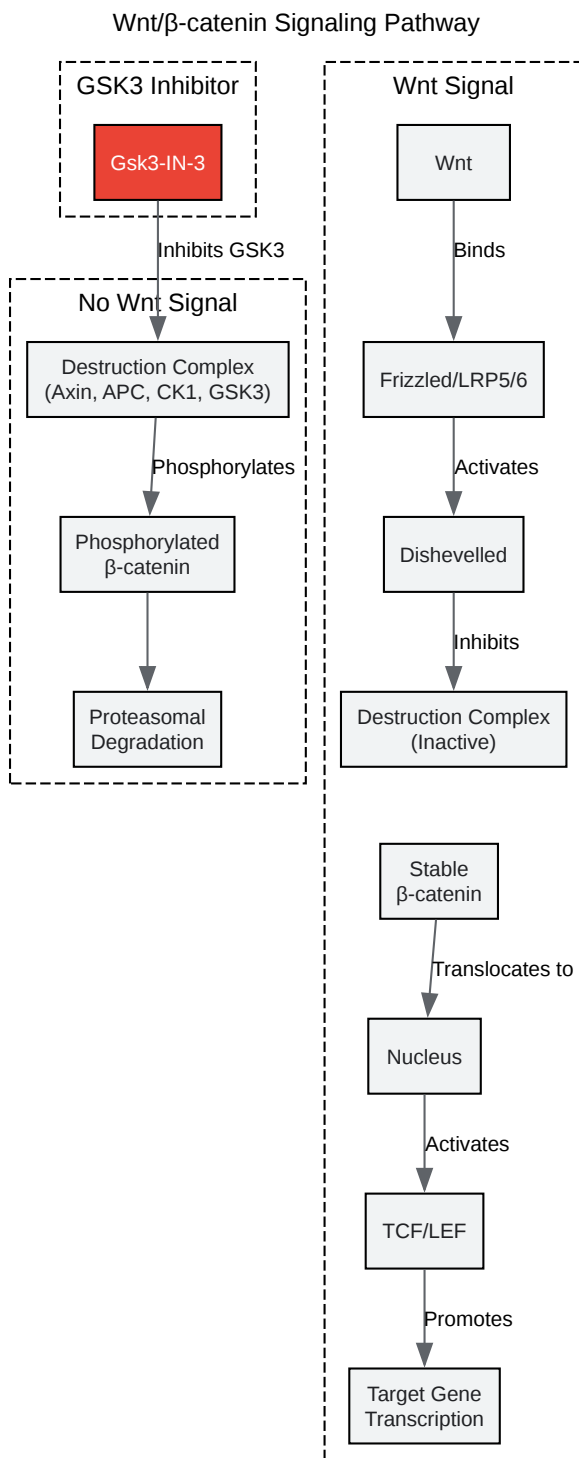 Wnt/β-catenin Signaling Pathway
GSK3 Inhibitor
Gsk3-IN-3
Inhibits GSK3
No Wnt Signal
Destruction Complex
(Axin, APC, CK1, GSK3)
Phosphorylates
Phosphorylated
β-catenin
Proteasomal
Degradation
Wnt Signal
Wnt
Binds
Frizzled/LRP5/6
Activates
Dishevelled
Inhibits
Destruction Complex
(Inactive)
Stable
β-catenin
Translocates to
Nucleus
Activates
TCF/LEF
Promotes
Target Gene
Transcription